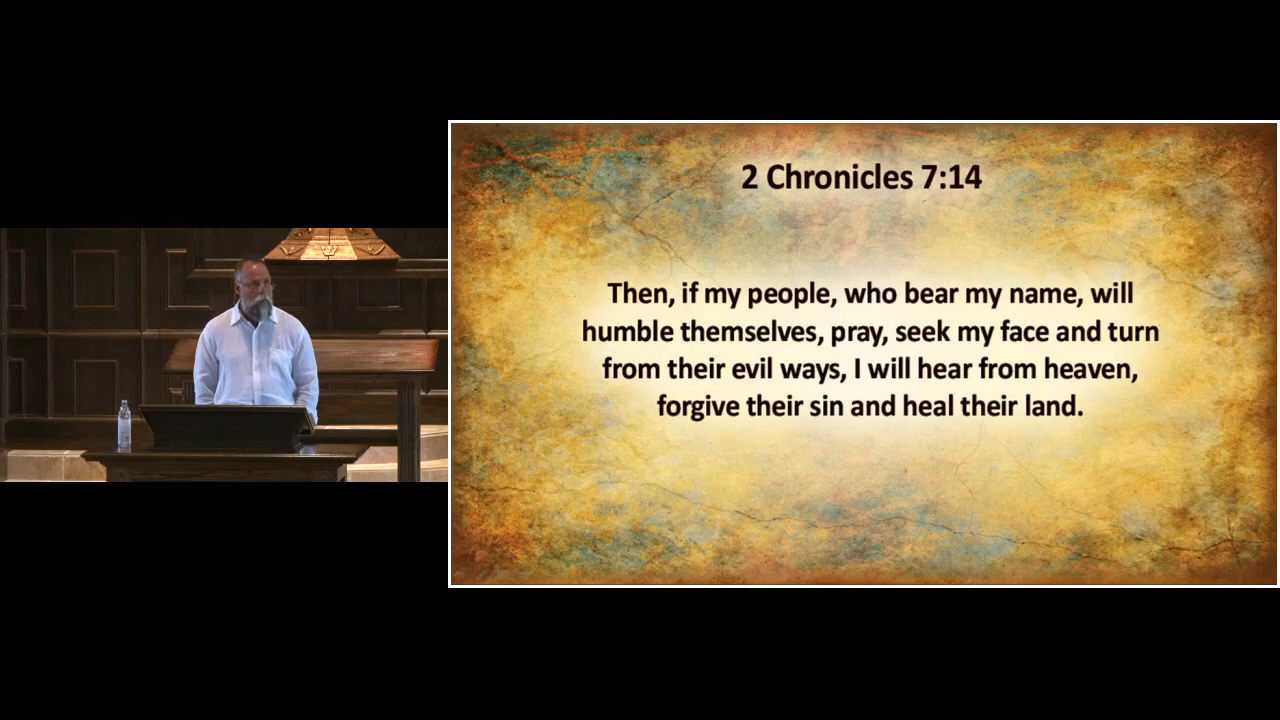 2 Chronicles 7:14
Then, if my people, who bear my name, will
humble themselves, pray, seek my face and turn
from their evil ways, I will hear from heaven,
forgive their sin and heal their land.